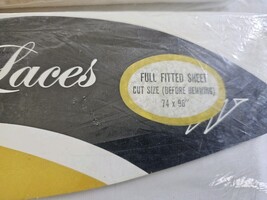 Laces
FULL FITTED SHEET
CUT SIZE (BEFORE HEMMING)
74 x 90"